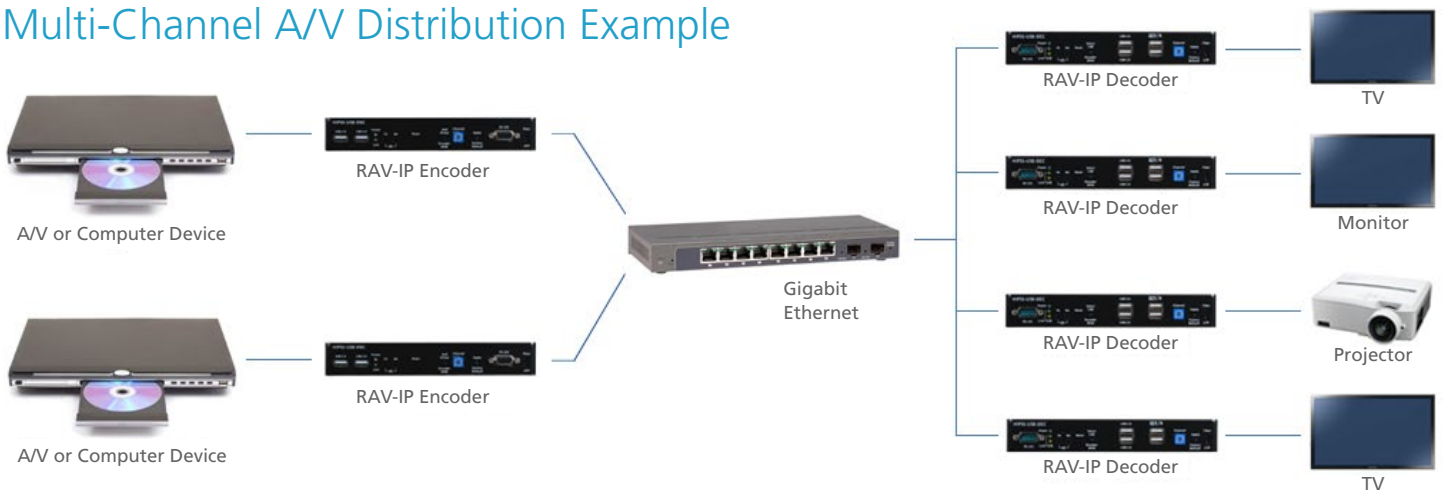 Multi-Channel A/V Distribution Example
A/V or Computer Device
RAV-IP Encoder
A/V or Computer Device
RAV-IP Encoder
Gigabit
Ethernet
RAV-IP Decoder
TV
RAV-IP Decoder
Monitor
RAV-IP Decoder
Projector
RAV-IP Decoder
TV